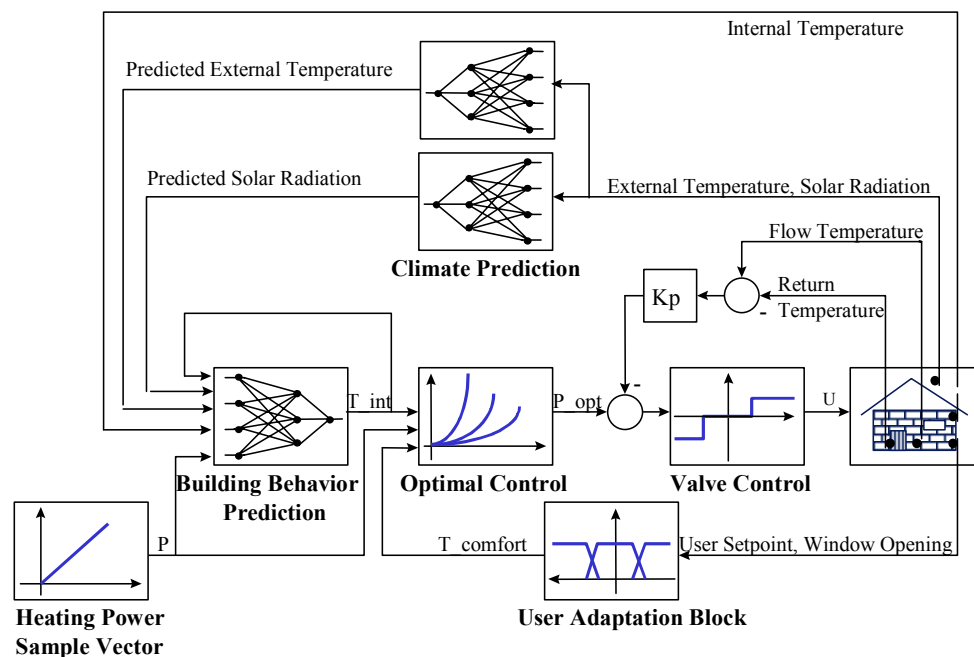 Internal Temperature
Predicted External Temperature
Predicted Solar Radiation
External Temperature, Solar Radiation
Climate Prediction
Flow Temperature
Kp
Return
- Temperature
-
T_int
P_opt
U
Building Behavior
Prediction
Optimal Control
Valve Control
P
T_comfort
User Setpoint, Window Opening
Heating Power
Sample Vector
User Adaptation Block